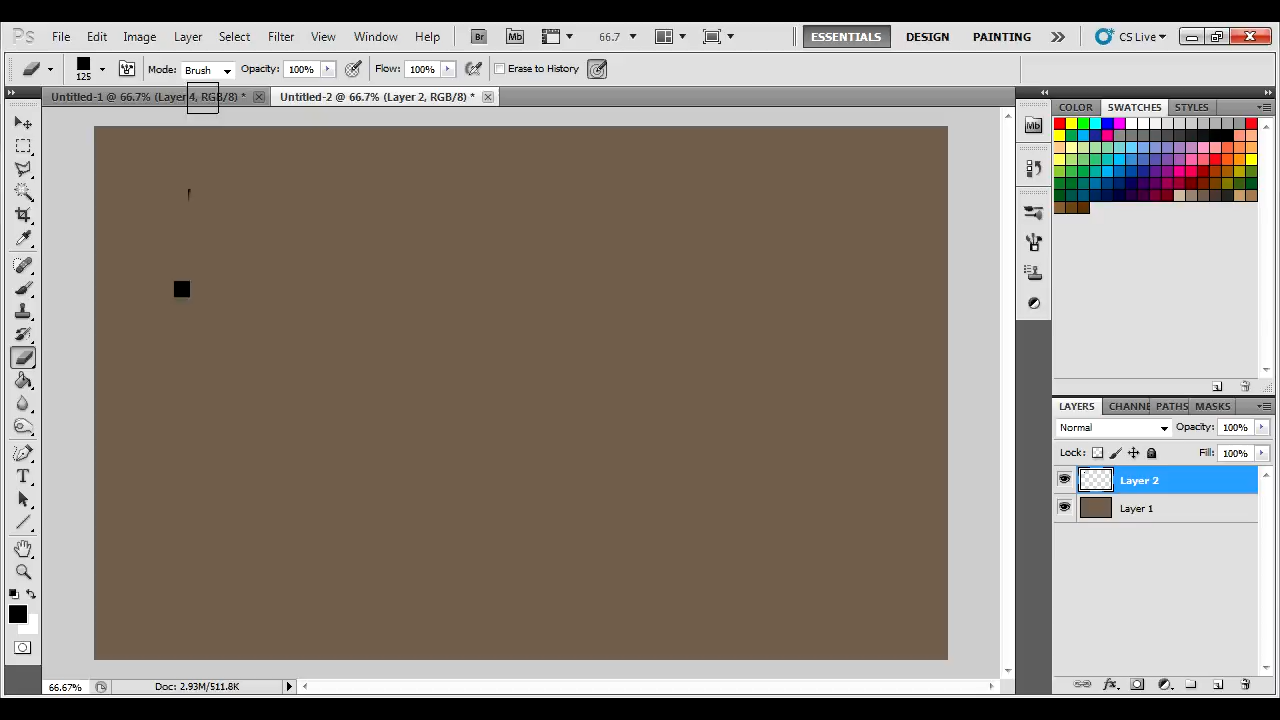 Ps File Edit Image Layer Select Filter View Window Help Br Mb 66.7 ESSENTIALS DESIGN PAINTING CS Live
125 Mode: Brush Opacity: 100% Flow: 100% Erase to History
Untitled-1 @ 66.7% (Layer 4, RGB/8) * Untitled-2 @ 66.7% (Layer 2, RGB/8) *
COLOR SWATCHES STYLES
Mb
LAYERS CHANNE PATHS MASKS
Normal Opacity: 100%
Lock: Fill: 100%
Layer 2
Layer 1
T
66.67% Doc: 2.93M/511.8K
fx